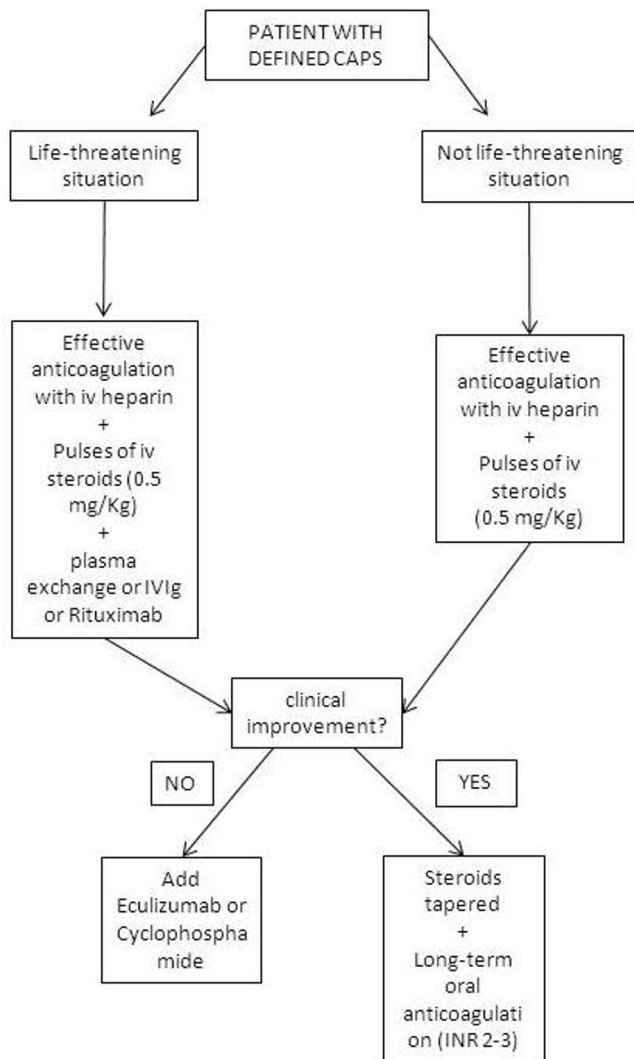 PATIENT WITH
DEFINED CAPS
Life-threatening
situation
Not life-threatening
situation
Effective
anticoagulation
with iv heparin
+
Pulses of iv
steroids (0.5
mg/Kg)
+
plasma
exchange or IVIg
or Rituximab
Effective
anticoagulation
with iv heparin
+
Pulses of iv
steroids
(0.5 mg/Kg)
clinical
improvement?
NO
YES
Add
Eculizumab or
Cyclophospha
mide
Steroids
tapered
+
Long-term
oral
anticoagulati
on (INR 2-3)